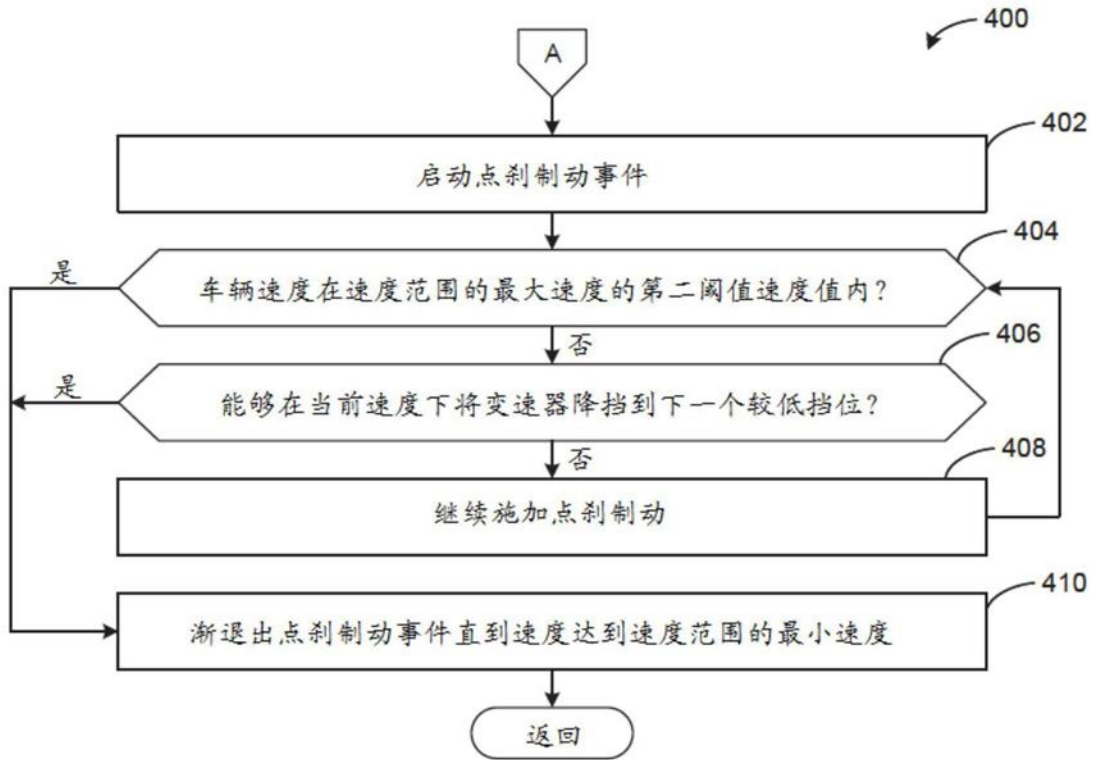 400
A
402
启动点刹制动事件
404
是
车辆速度在速度范围的最大速度的第二阈值速度值内？
否
406
是
能够在当前速度下将变速器降挡到下一个较低挡位？
否
408
继续施加点刹制动
410
渐退出点刹制动事件直到速度达到速度范围的最小速度
返回